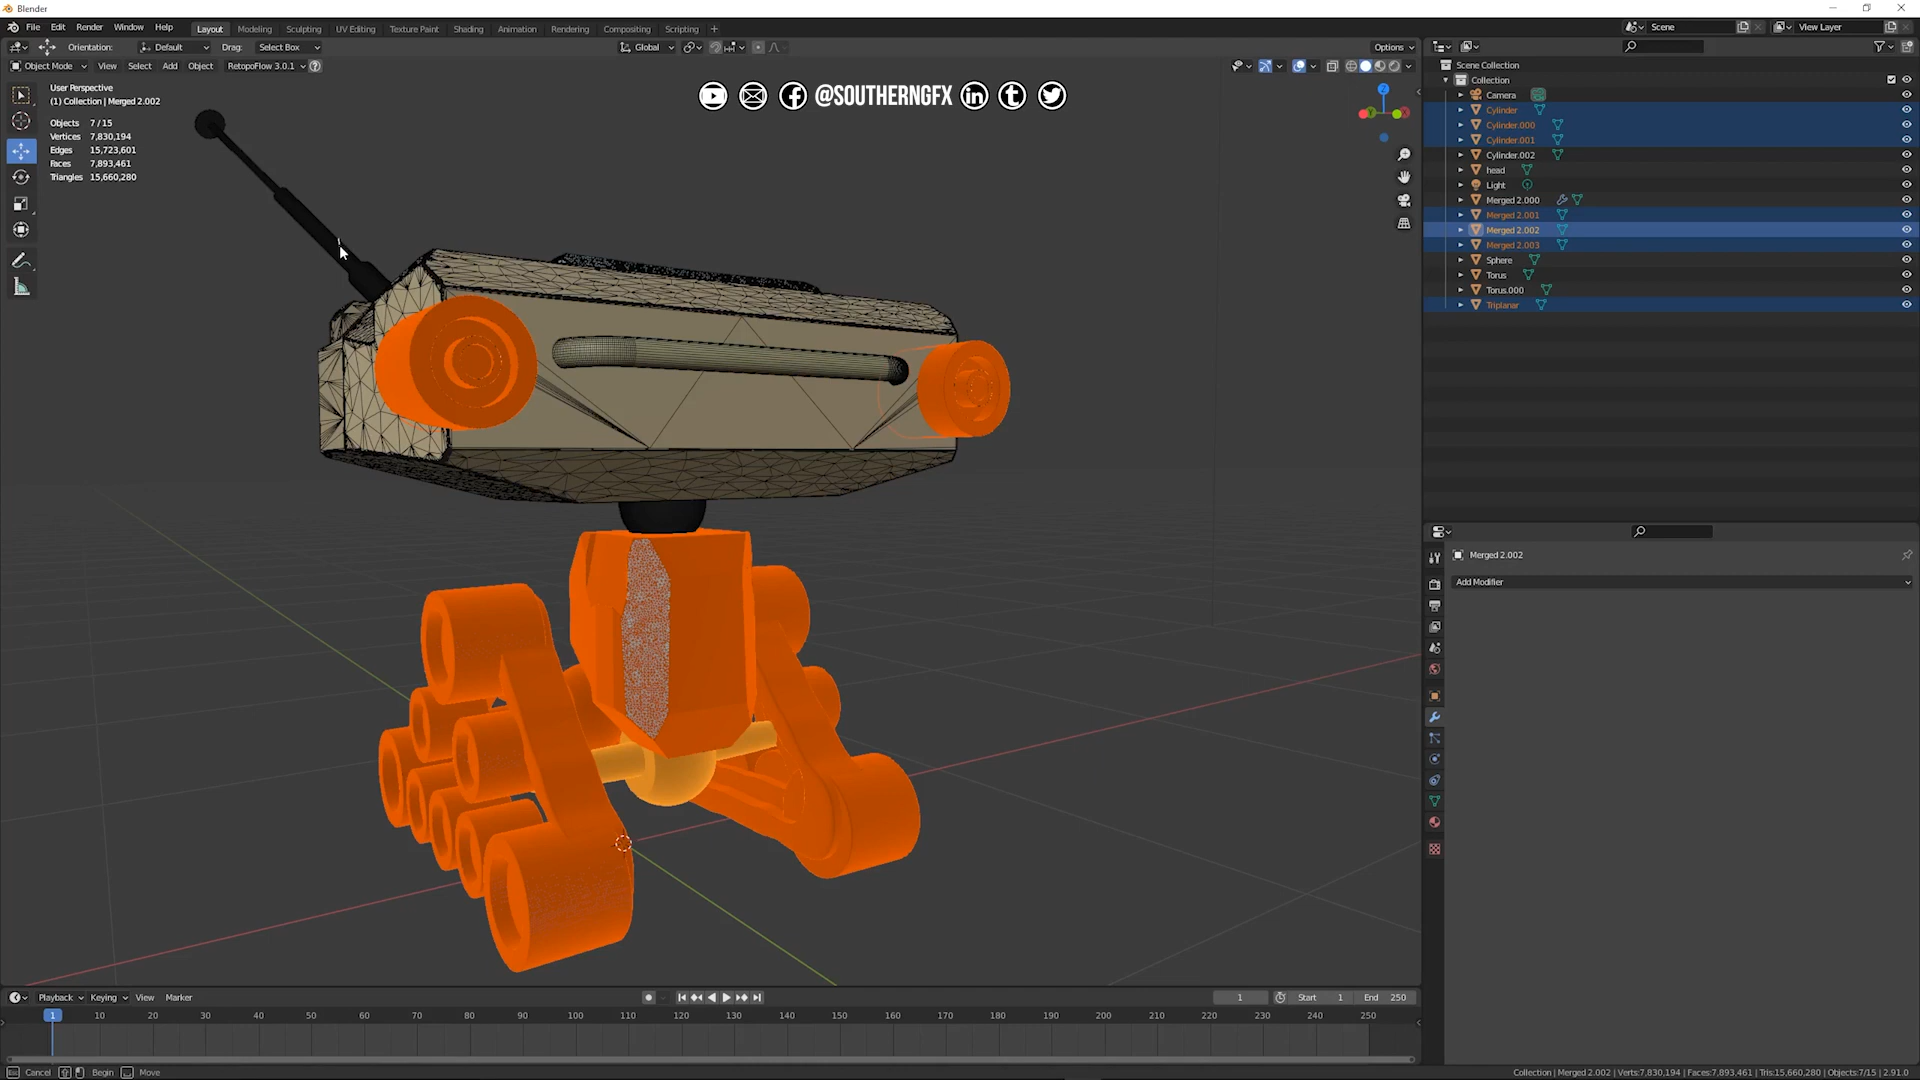 Blender
File Edit Render Window Help
Layout Modeling Sculpting UV Editing Texture Paint Shading Animation Rendering Compositing Scripting +
Scene
View Layer
Orientation: Default Drag: Select Box
Global
Options
Object Mode View Select Add Object RetopoFlow 3.0.1
User Perspective
(1) Collection | Merged 2.002
Objects 7/15
Vertices 7,830,194
Edges 15,723,601
Faces 7,893,461
Triangles 15,660,280
@SOUTHERNGFX
Z
Scene Collection
Collection
Camera
Cylinder
Cylinder.000
Cylinder.001
Cylinder.002
head
Light
Merged 2.000
Merged 2.001
Merged 2.002
Merged 2.003
Sphere
Torus
Torus.000
Triplanar
Merged 2.002
Add Modifier
Playback Keying View Marker
1 Start 1 End 250
1 10 20 30 40 50 60 70 80 90 100 110 120 130 140 150 160 170 180 190 200 210 220 230 240 250
Esc Cancel Begin Move
Collection | Merged 2.002 | Verts:7,830,194 | Faces:7,893,461 | Tris:15,660,280 | Objects:7/15 | 2.91.0